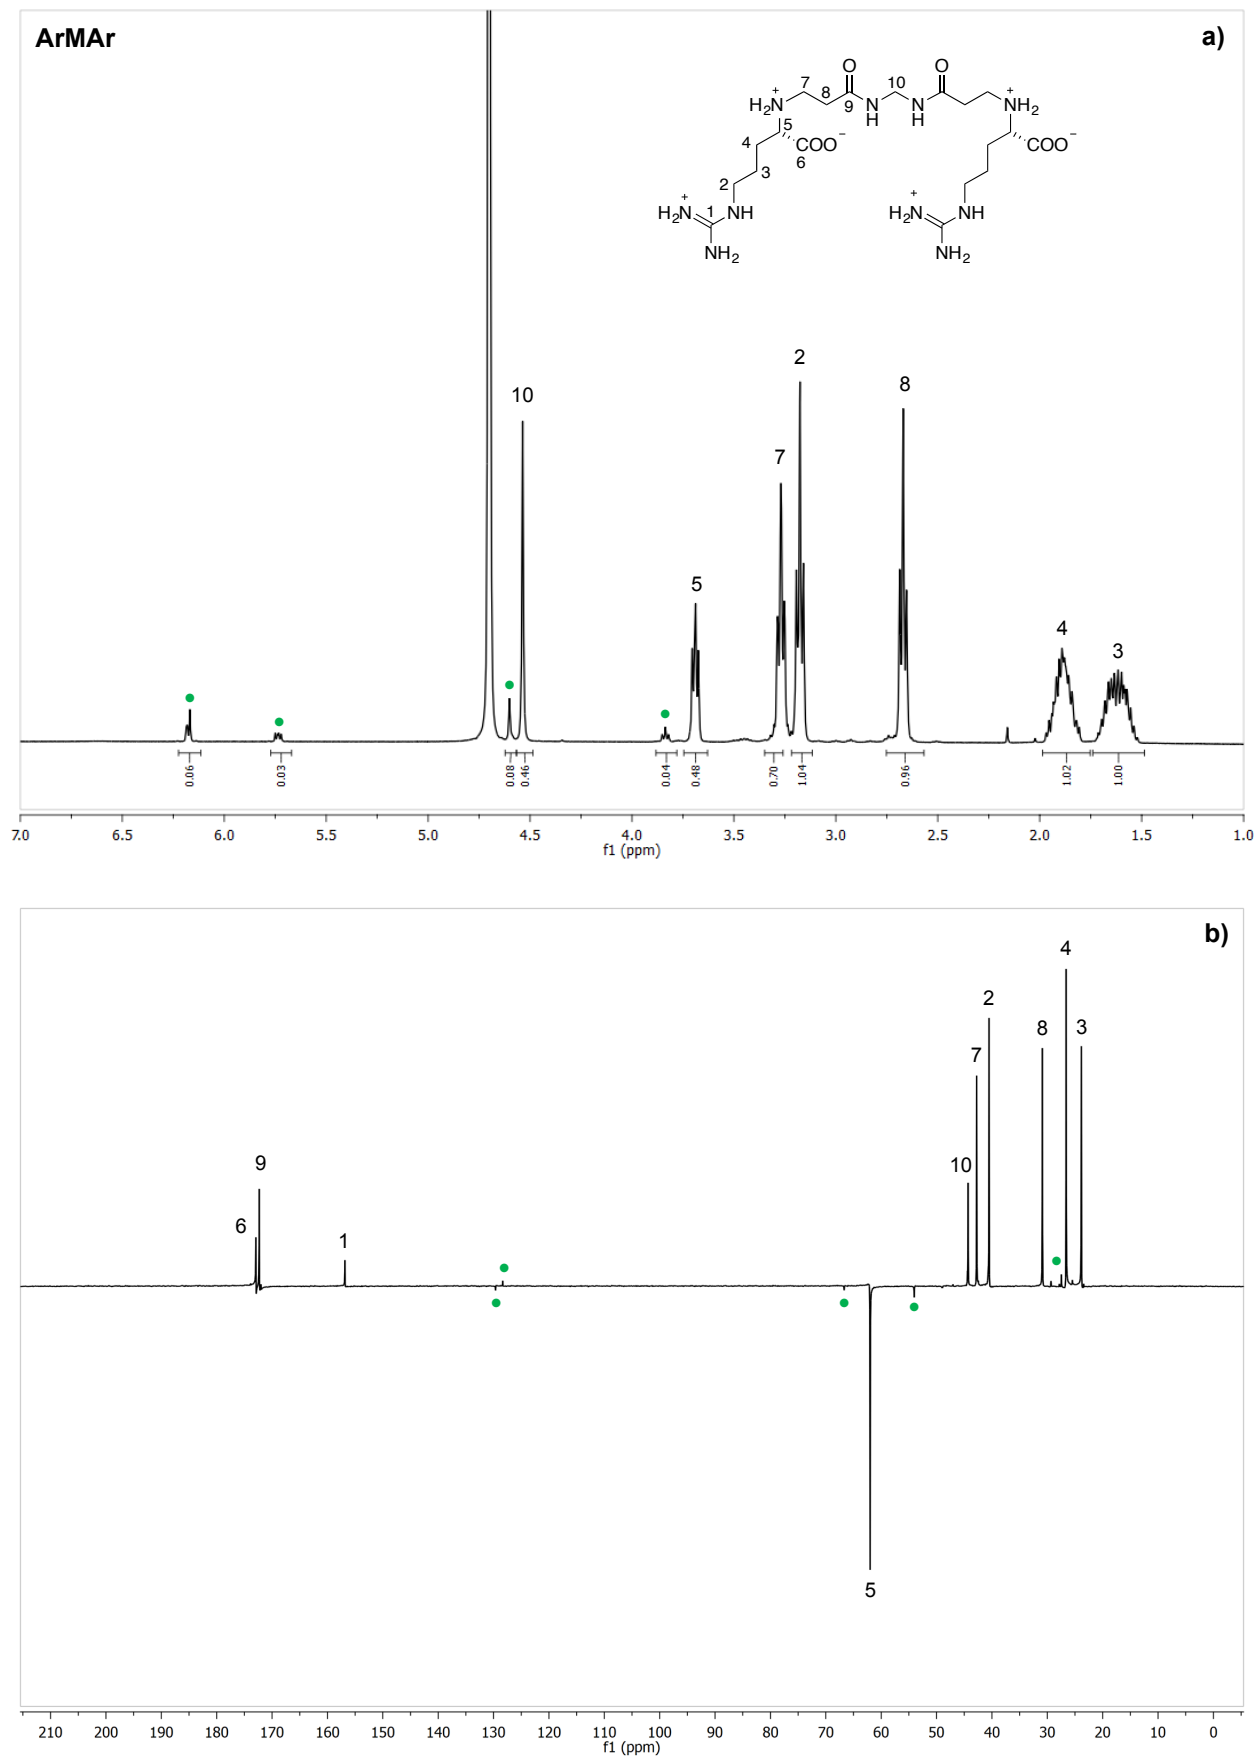 ArMAr
a)
O
O
7
10
8
9
H₂N
+
N
H
N
H
+
NH₂
5
4
COO⁻
6
COO⁻
3
2
+
H₂N
1
NH
+
H₂N
NH
NH₂
NH₂
2
8
10
7
5
4
3
0.06
0.03
0.08
0.46
0.04
0.48
0.70
1.04
0.96
1.02
1.00
7.0 6.5 6.0 5.5 5.0 4.5 4.0 3.5 3.0 2.5 2.0 1.5 1.0
f1 (ppm)
b)
4
2
8
3
7
9
10
6
1
5
210 200 190 180 170 160 150 140 130 120 110 100 90 80 70 60 50 40 30 20 10 0
f1 (ppm)